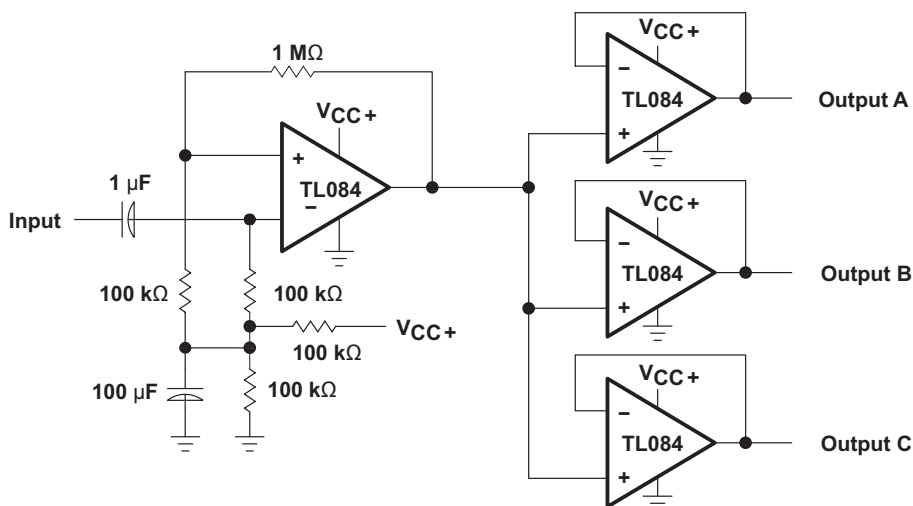 1 MΩ
VCC+
+
TL084
−
1 µF
Input
100 kΩ
100 kΩ
VCC+
100 kΩ
100 µF
100 kΩ
VCC+
−
TL084
+
Output A
VCC+
−
TL084
+
Output B
VCC+
−
TL084
+
Output C